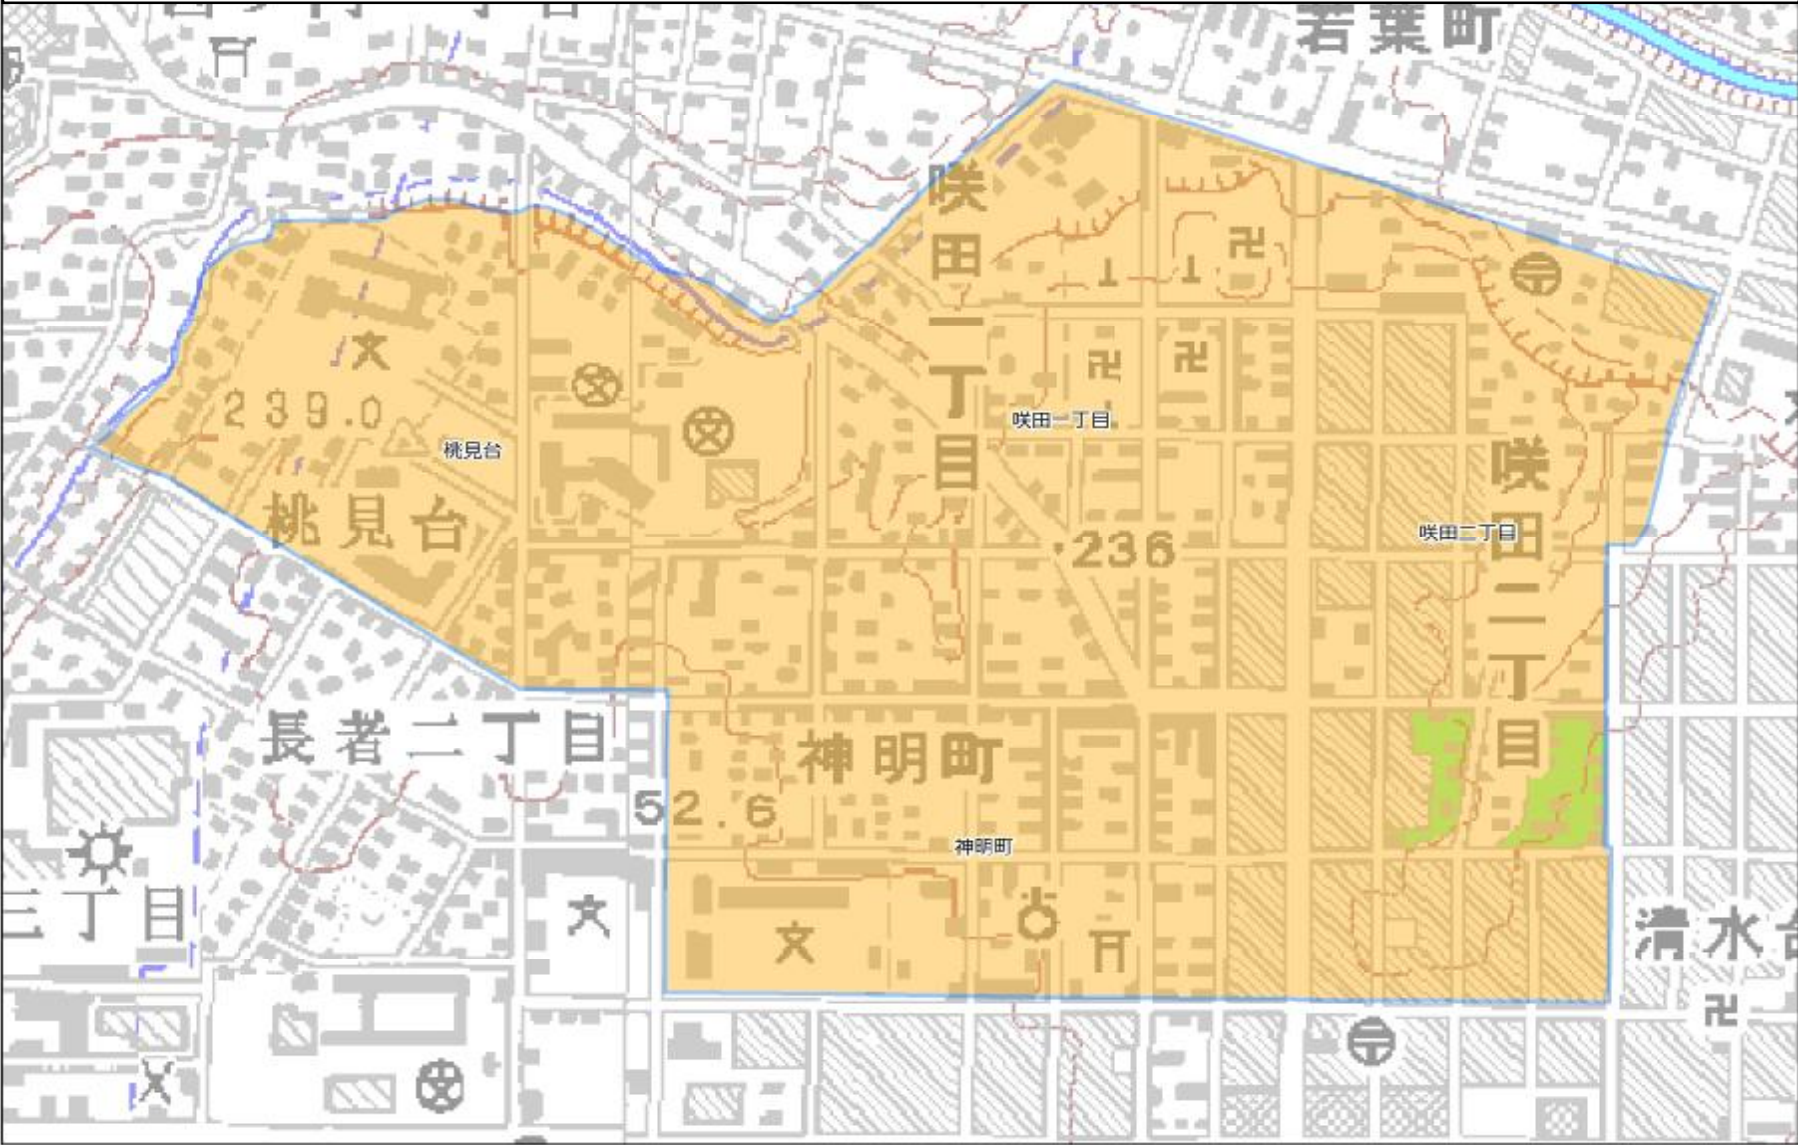 若葉町
咲田一丁目
咲田一丁目
239.0
桃見台
桃見台
咲田二丁目
咲田二丁目
236
長者二丁目
神明町
52.6
神明町
三丁目
清水台